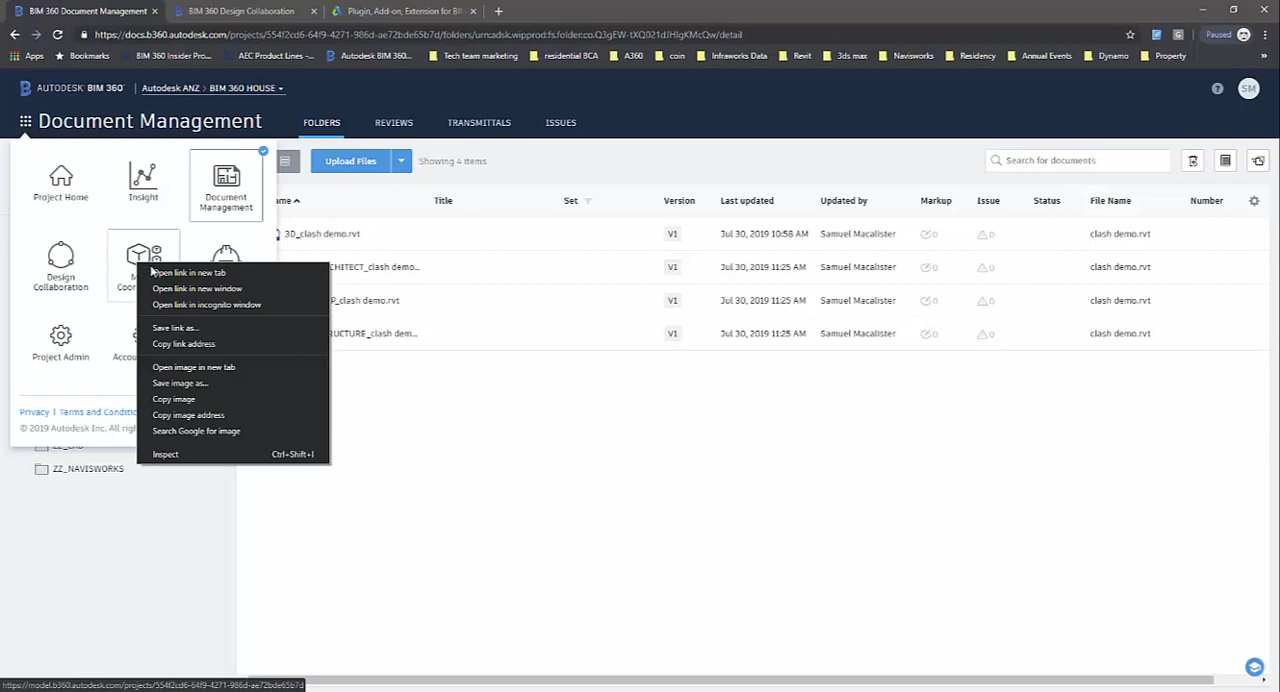 BIM 360 Document Management
BIM 360 Design Collaboration
Plugin, Add-on, Extension for BI
https://docs.b360.autodesk.com/projects/554f2cd6-64f9-4271-986d-ae72bde65b7d/folders/urn:adsk.wipprod:fs.folder:co.Q3gEW-tXQ021dJHIgKMcQw/detail
Paused
Apps
Bookmarks
BIM 360 Insider Pro...
AEC Product Lines -...
Autodesk BIM 360...
Tech team marketing
residential BCA
A360
coin
Infraworks Data
Revit
3ds max
Navisworks
Residency
Annual Events
Dynamo
Property
»
AUTODESK® BIM 360°
Autodesk ANZ > BIM 360 HOUSE
?
SM
Document Management
FOLDERS
REVIEWS
TRANSMITTALS
ISSUES
Project Home
Insight
Document
Management
Design
Collaboration
Project Admin
Privacy | Terms and
© 2019 Autodesk Inc. All
Upload Files
Showing 4 items
Search for documents
Title
Set
Version
Last updated
Updated by
Markup
Issue
Status
File Name
Number
3D_clash demo.rvt
V1
Jul 30, 2019 10:58 AM
Samuel Macalister
0
0
clash demo.rvt
CHITECT_clash demo...
V1
Jul 30, 2019 11:25 AM
Samuel Macalister
0
0
clash demo.rvt
P_clash demo.rvt
V1
Jul 30, 2019 11:25 AM
Samuel Macalister
0
0
clash demo.rvt
RUCTURE_clash dem...
V1
Jul 30, 2019 11:25 AM
Samuel Macalister
0
0
clash demo.rvt
Open link in new tab
Open link in new window
Open link in incognito window
Save link as...
Copy link address
Open image in new tab
Save image as...
Copy image
Copy image address
Search Google for image
Inspect
Ctrl+Shift+I
ZZ_NAVISWORKS
https://model.b360.autodesk.com/projects/554f2cd6-64f9-4271-986d-ae72bde65b7d